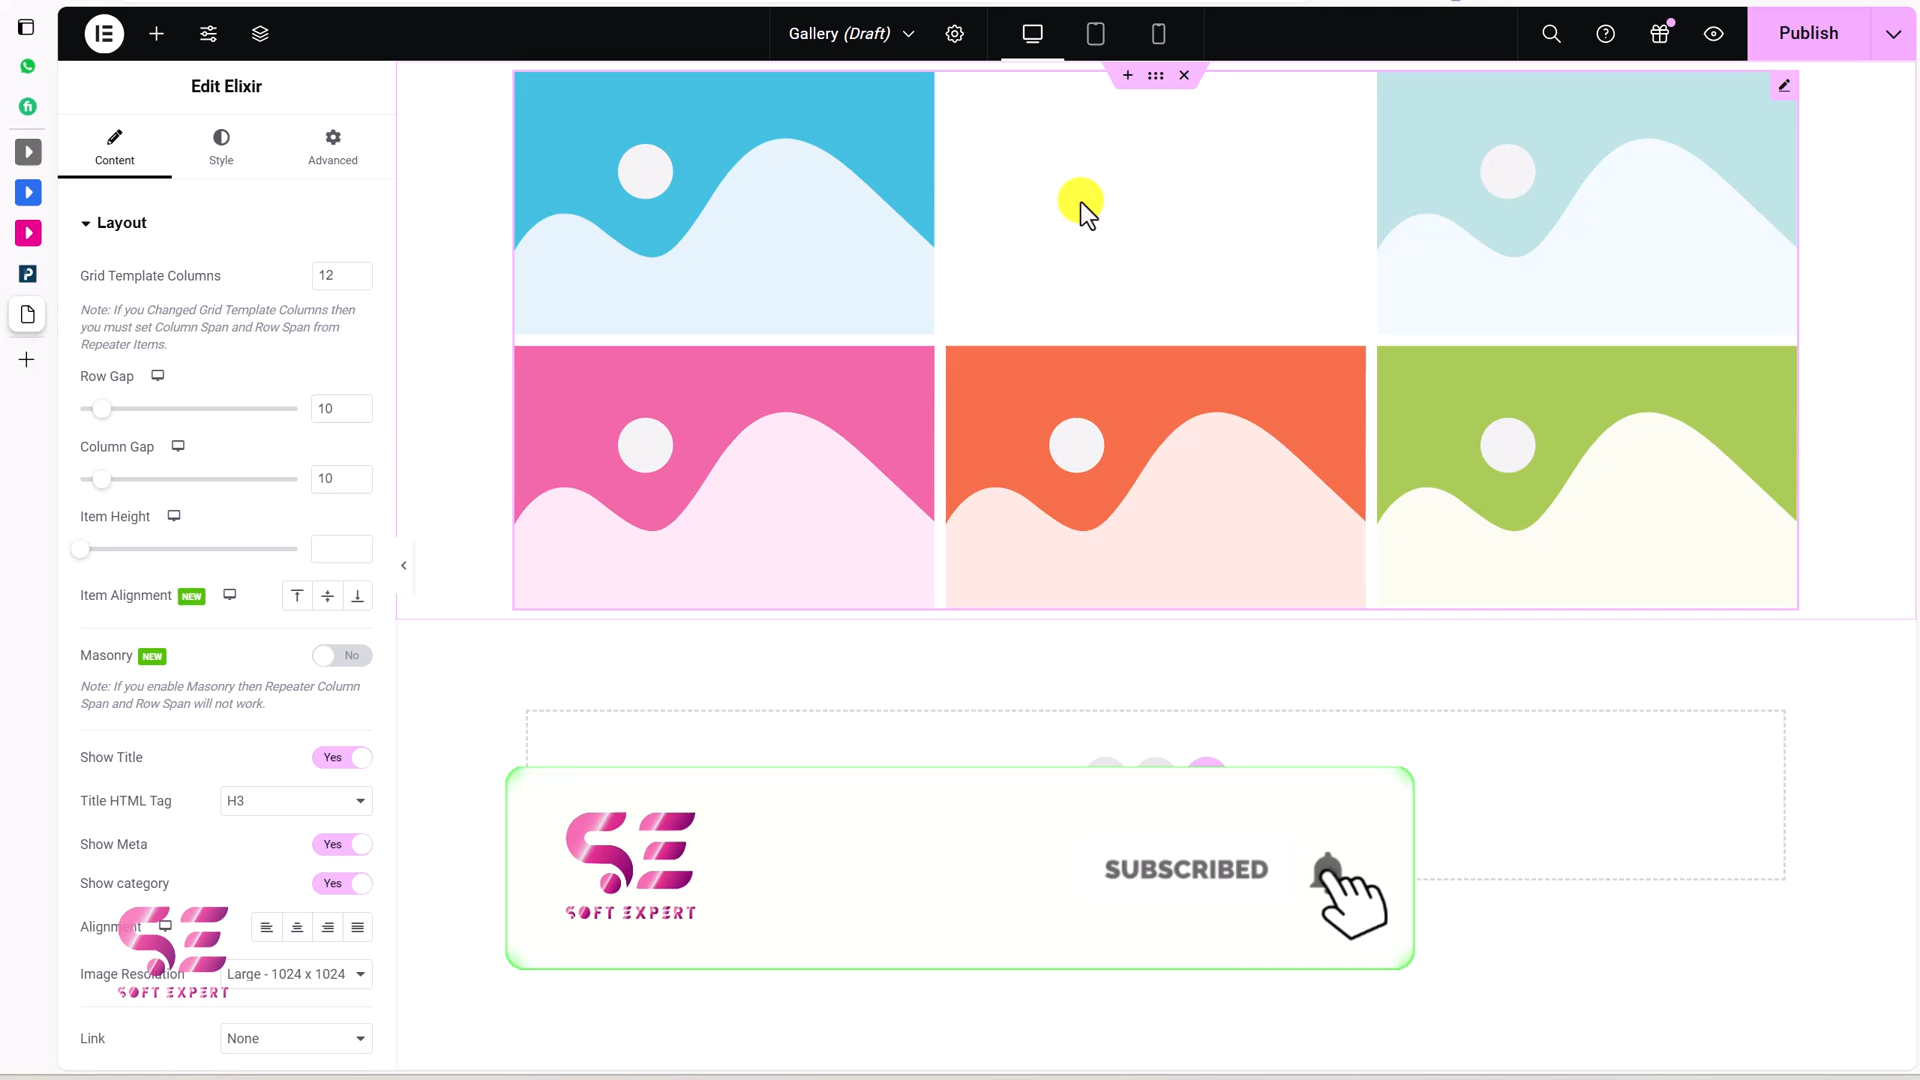 Gallery (Draft)
Publish
Edit Elixir
Content
Style
Advanced
Layout
Grid Template Columns
12
Note: If you Changed Grid Template Columns then
you must set Column Span and Row Span from
Repeater Items.
Row Gap
10
Column Gap
10
Item Height
Item Alignment NEW
Masonry NEW
No
Note: If you enable Masonry then Repeater Column
Span and Row Span will not work.
Show Title
Yes
Title HTML Tag
H3
Show Meta
Yes
Show category
Yes
Alignment
Image Resolution
Large - 1024 x 1024
SOFT EXPERT
Link
None
SE
SOFT EXPERT
SUBSCRIBED